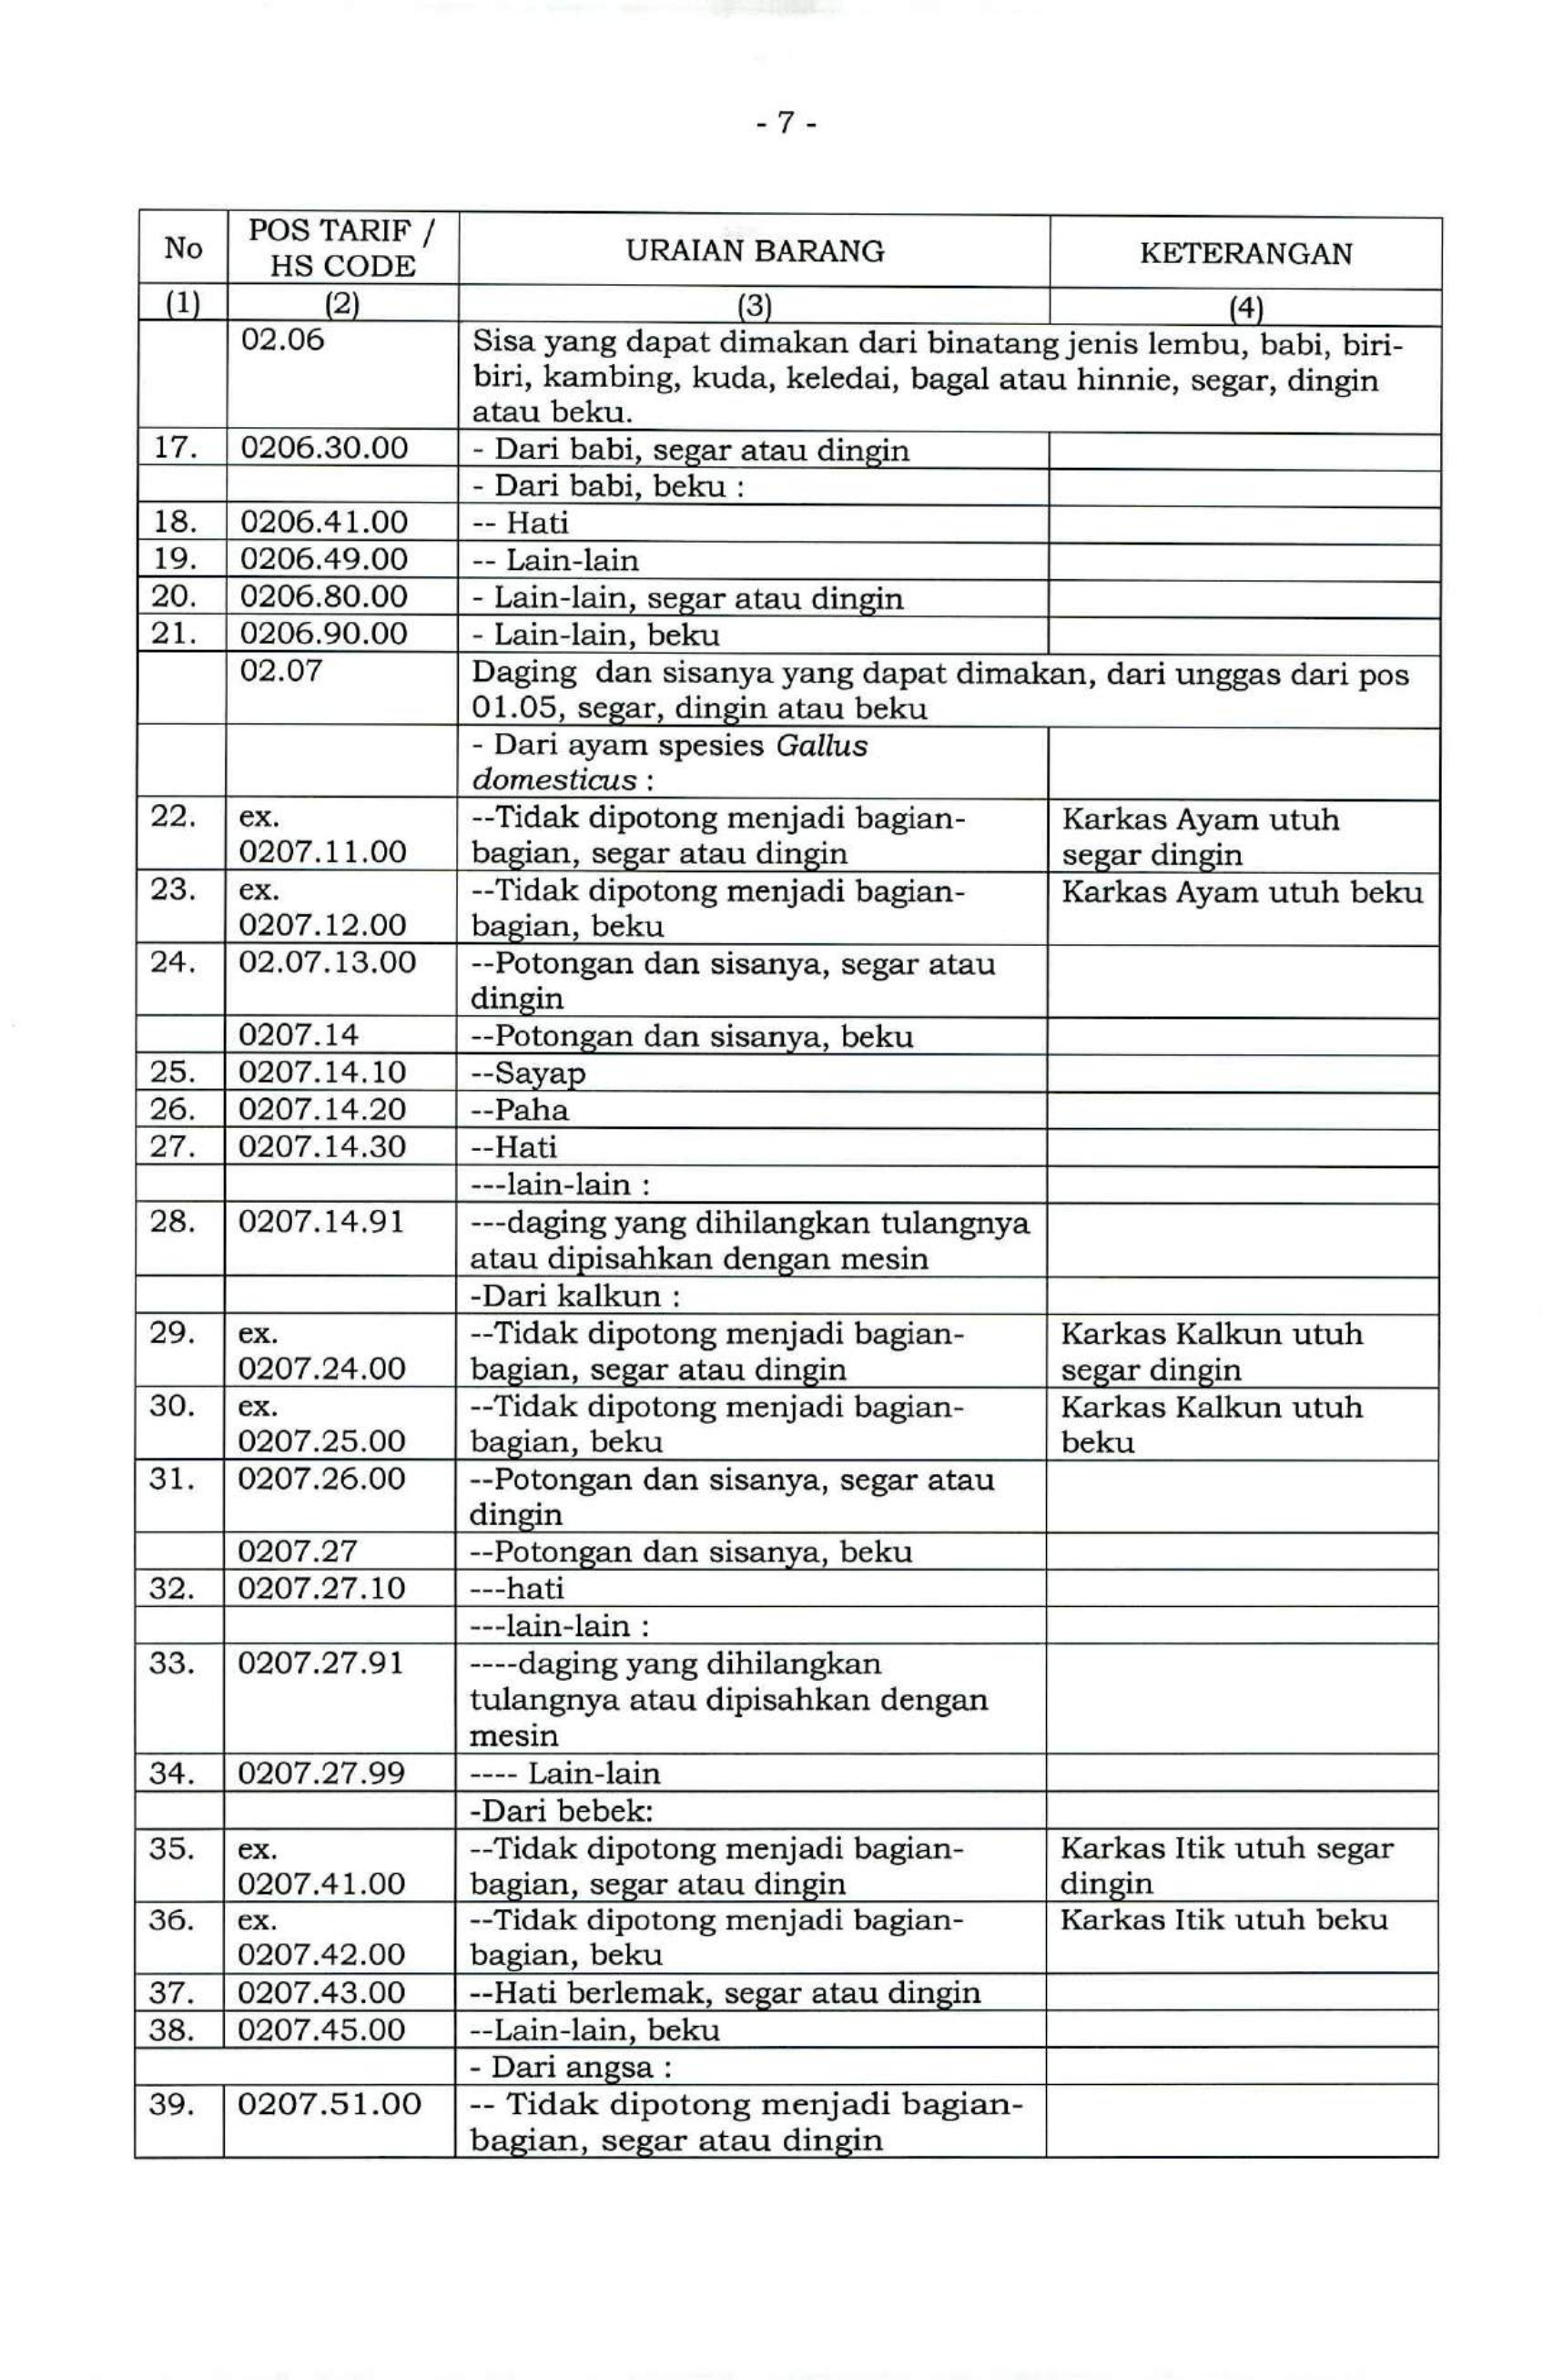 - 7 -
No
POS TARIF /
HS CODE
URAIAN BARANG
KETERANGAN
(1)
(2)
(3)
(4)
02.06
Sisa yang dapat dimakan dari binatang jenis lembu, babi, biri-
biri, kambing, kuda, keledai, bagal atau hinnie, segar, dingin
atau beku.
17. 0206.30.00 - Dari babi, segar atau dingin
- Dari babi, beku :
18. 0206.41.00 -- Hati
19. 0206.49.00 -- Lain-lain
20. 0206.80.00 - Lain-lain, segar atau dingin
21. 0206.90.00 - Lain-lain, beku
02.07 Daging dan sisanya yang dapat dimakan, dari unggas dari pos
01.05, segar, dingin atau beku
- Dari ayam spesies Gallus
domesticus :
22. ex. --Tidak dipotong menjadi bagian- Karkas Ayam utuh
0207.11.00 bagian, segar atau dingin segar dingin
23. ex. --Tidak dipotong menjadi bagian- Karkas Ayam utuh beku
0207.12.00 bagian, beku
24. 02.07.13.00 --Potongan dan sisanya, segar atau
dingin
0207.14 --Potongan dan sisanya, beku
25. 0207.14.10 --Sayap
26. 0207.14.20 --Paha
27. 0207.14.30 --Hati
---lain-lain :
28. 0207.14.91 ---daging yang dihilangkan tulangnya
atau dipisahkan dengan mesin
-Dari kalkun :
29. ex. --Tidak dipotong menjadi bagian- Karkas Kalkun utuh
0207.24.00 bagian, segar atau dingin segar dingin
30. ex. --Tidak dipotong menjadi bagian- Karkas Kalkun utuh
0207.25.00 bagian, beku beku
31. 0207.26.00 --Potongan dan sisanya, segar atau
dingin
0207.27 --Potongan dan sisanya, beku
32. 0207.27.10 ---hati
---lain-lain :
33. 0207.27.91 ----daging yang dihilangkan
tulangnya atau dipisahkan dengan
mesin
34. 0207.27.99 ---- Lain-lain
-Dari bebek:
35. ex. --Tidak dipotong menjadi bagian- Karkas Itik utuh segar
0207.41.00 bagian, segar atau dingin dingin
36. ex. --Tidak dipotong menjadi bagian- Karkas Itik utuh beku
0207.42.00 bagian, beku
37. 0207.43.00 --Hati berlemak, segar atau dingin
38. 0207.45.00 --Lain-lain, beku
- Dari angsa :
39. 0207.51.00 -- Tidak dipotong menjadi bagian-
bagian, segar atau dingin